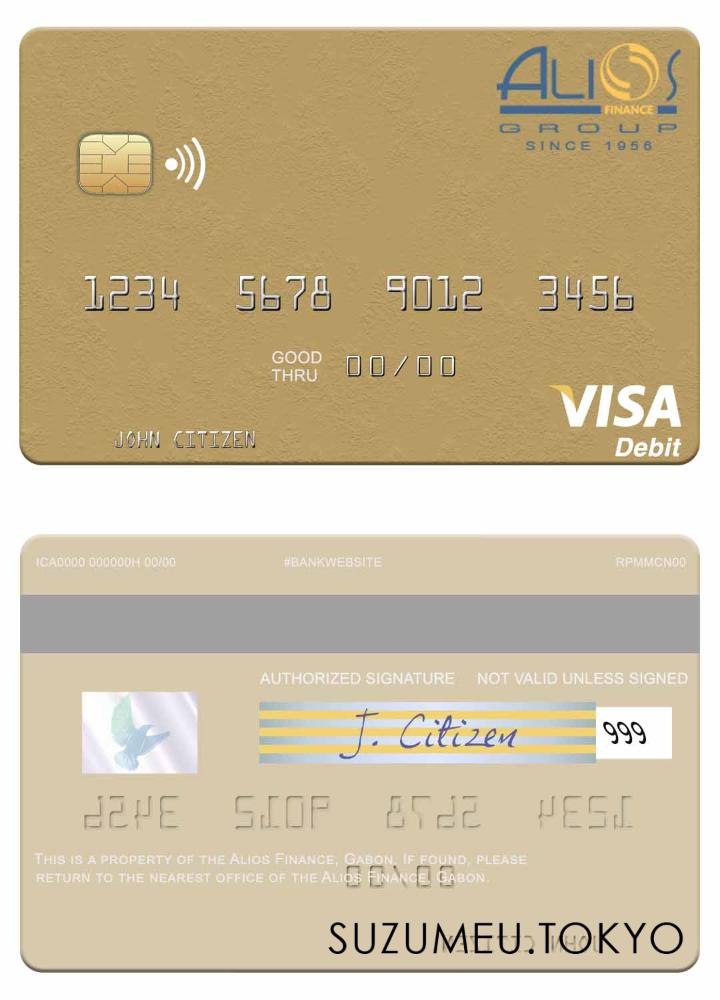 ALIOS
FINANCE
GROUP
SINCE 1956
1234 5678 9012 3456
GOOD THRU 00/00
VISA
Debit
JOHN CITIZEN
ICA0000 000000H 00/00 #BANKWEBSITE RPMMCN00
AUTHORIZED SIGNATURE NOT VALID UNLESS SIGNED
J. Citizen 999
THIS IS A PROPERTY OF THE ALIOS FINANCE, GABON. IF FOUND, PLEASE
RETURN TO THE NEAREST OFFICE OF THE ALIOS FINANCE, GABON.
SUZUMEU.TOKYO